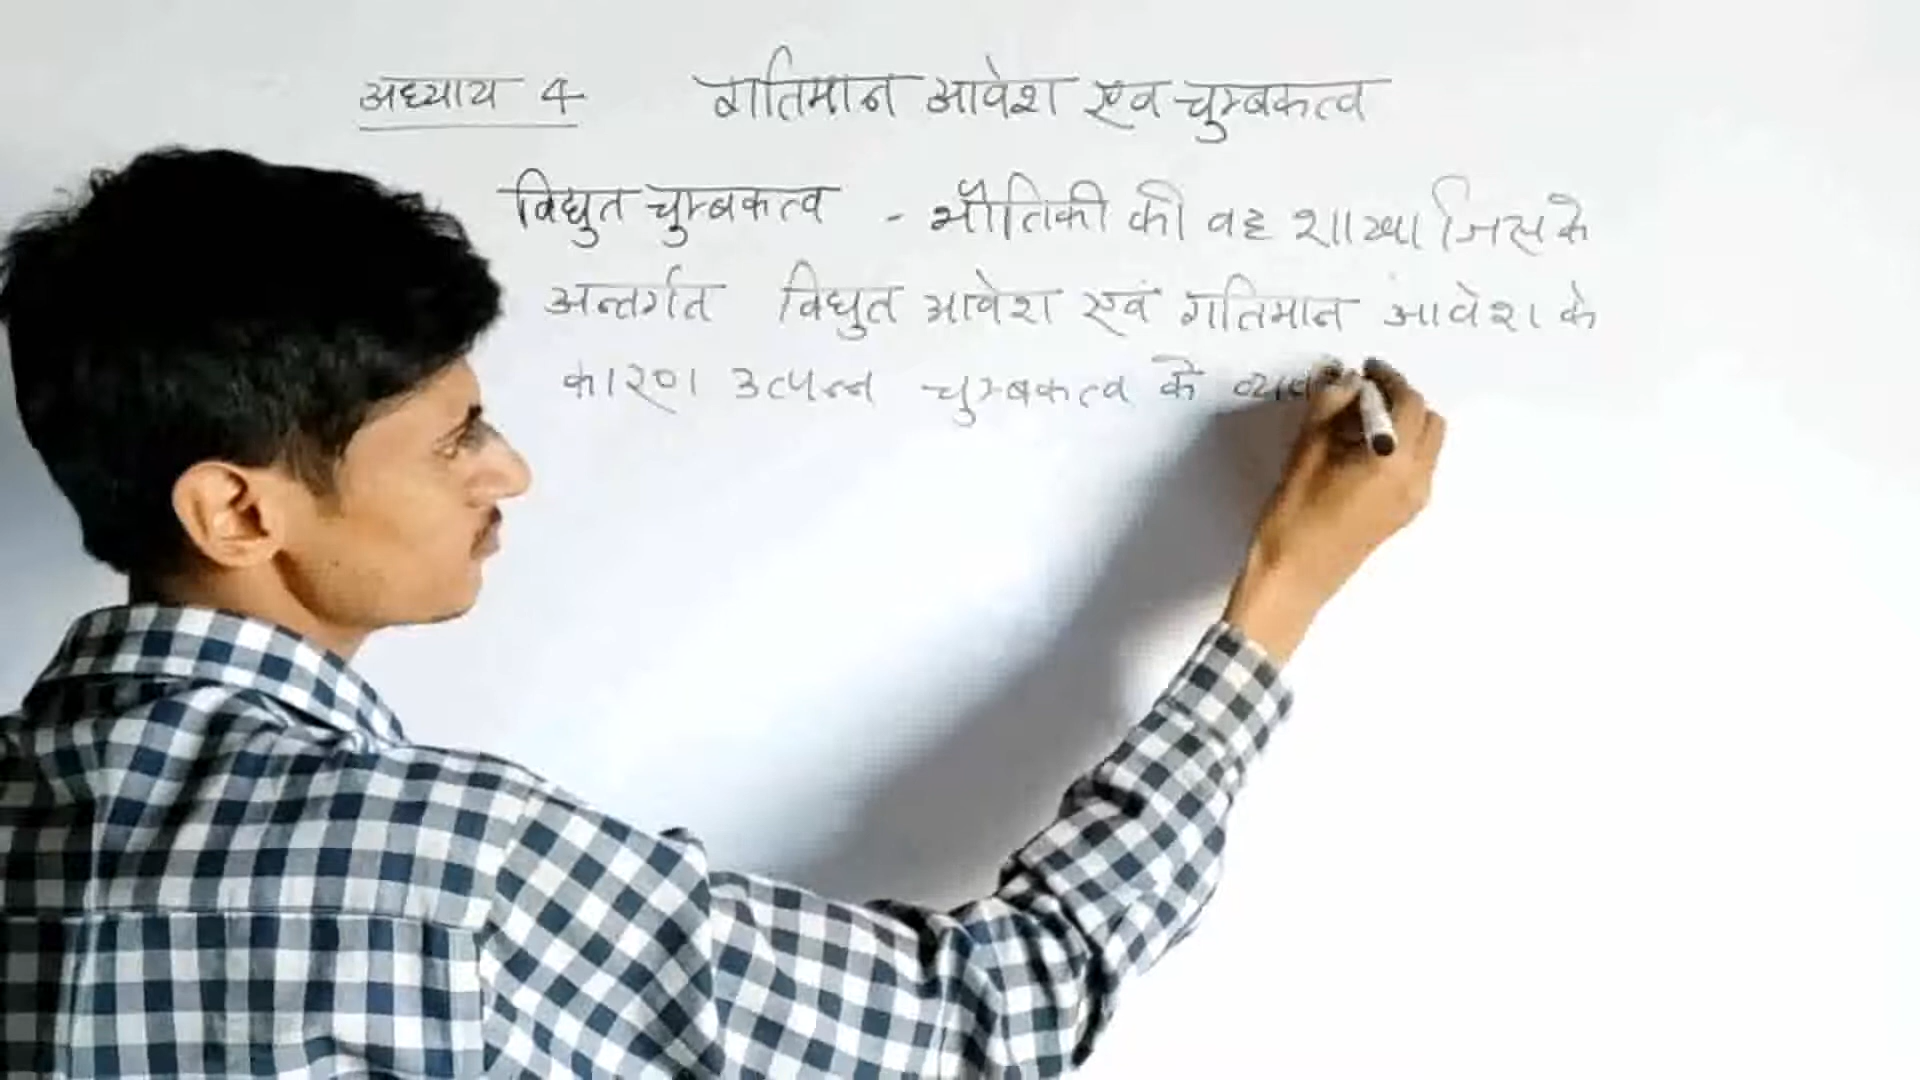 अध्याय 4 गतिमान आवेश एव चुम्बकत्व
विद्युत चुम्बकत्व - भौतिकी की वह शाखा जिसके
अन्तर्गत विद्युत आवेश एवं गतिमान आवेश के
कारण उत्पन्न चुम्बकत्व के